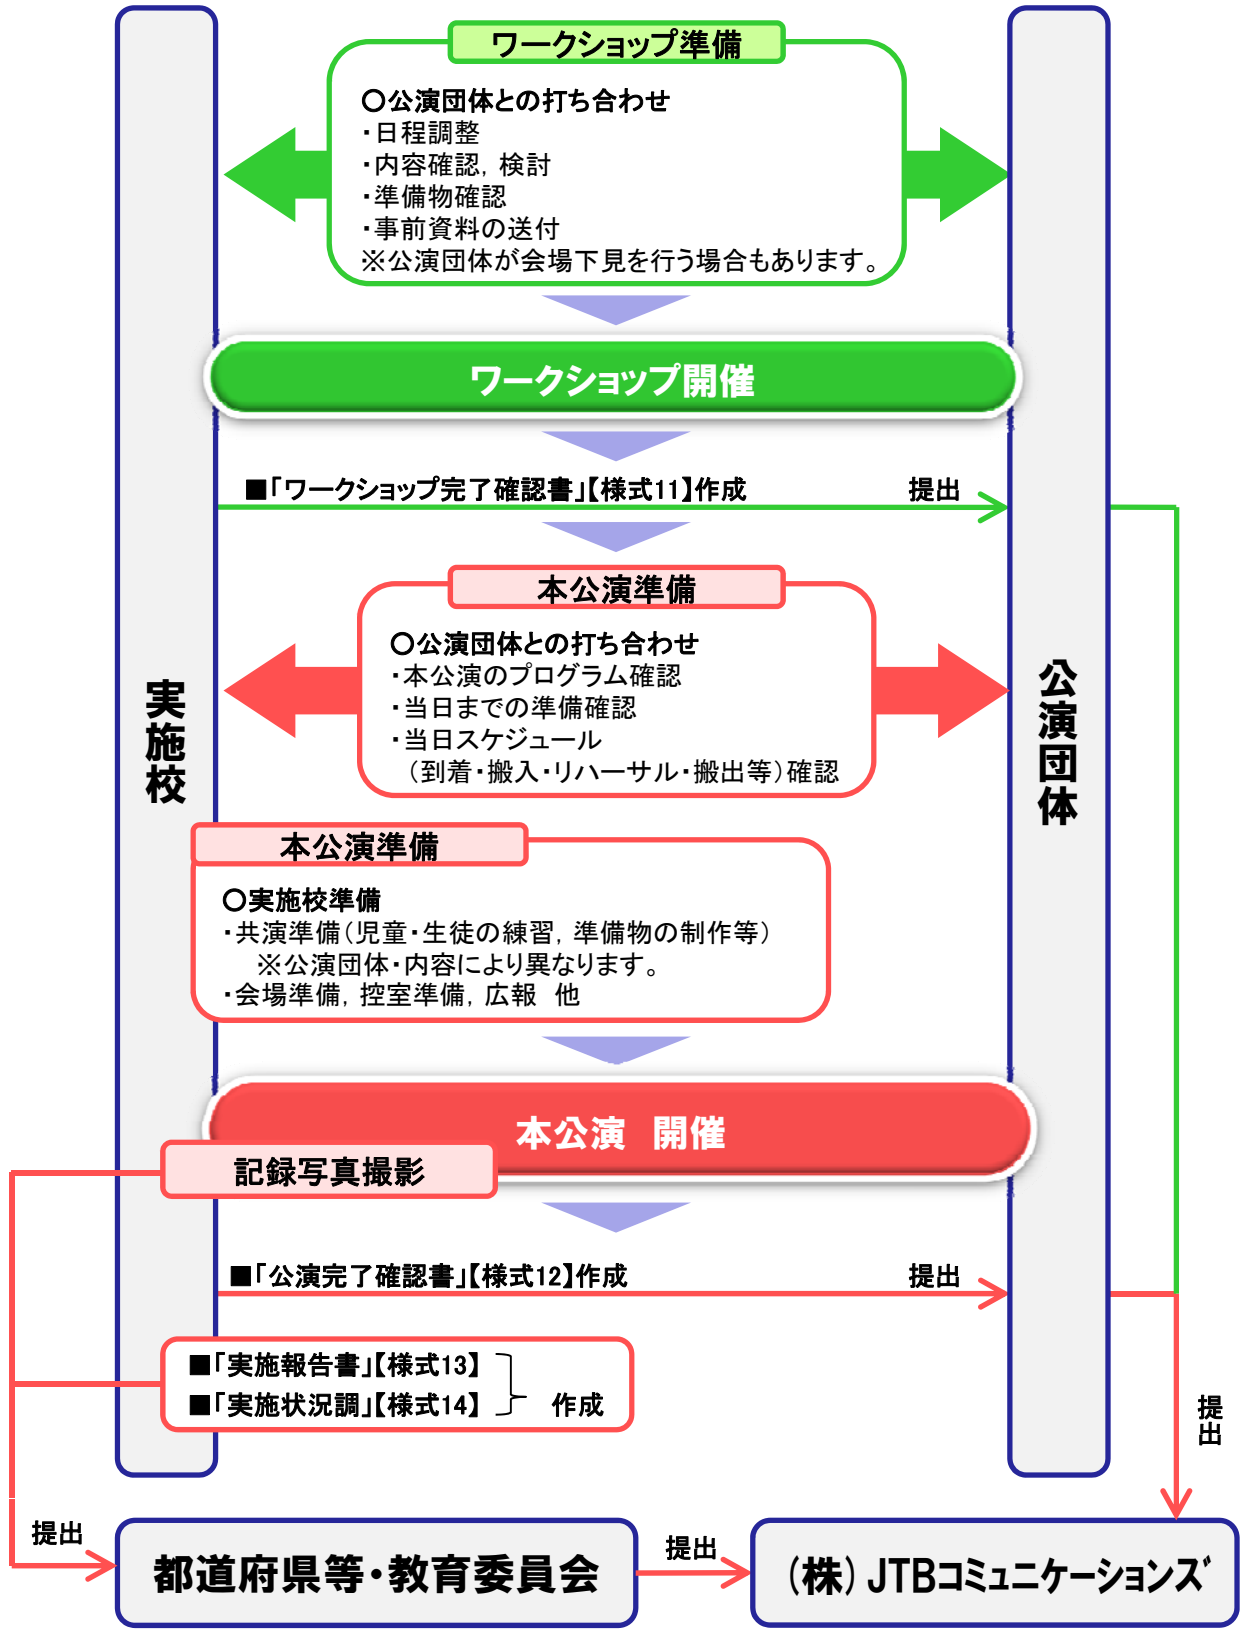 ワークショップ準備
○公演団体との打ち合わせ
・日程調整
・内容確認，検討
・準備物確認
・事前資料の送付
※公演団体が会場下見を行う場合もあります。
ワークショップ開催
■「ワークショップ完了確認書」【様式11】作成
提出
本公演準備
○公演団体との打ち合わせ
・本公演のプログラム確認
・当日までの準備確認
・当日スケジュール
（到着・搬入・リハーサル・搬出等）確認
実施校
公演団体
本公演準備
○実施校準備
・共演準備（児童・生徒の練習，準備物の制作等）
※公演団体・内容により異なります。
・会場準備，控室準備，広報　他
本公演　開催
記録写真撮影
■「公演完了確認書」【様式12】作成
提出
■「実施報告書」【様式13】
■「実施状況調」【様式14】
作成
提出
提出
都道府県等・教育委員会
提出
（株）JTBコミュニケーションズ